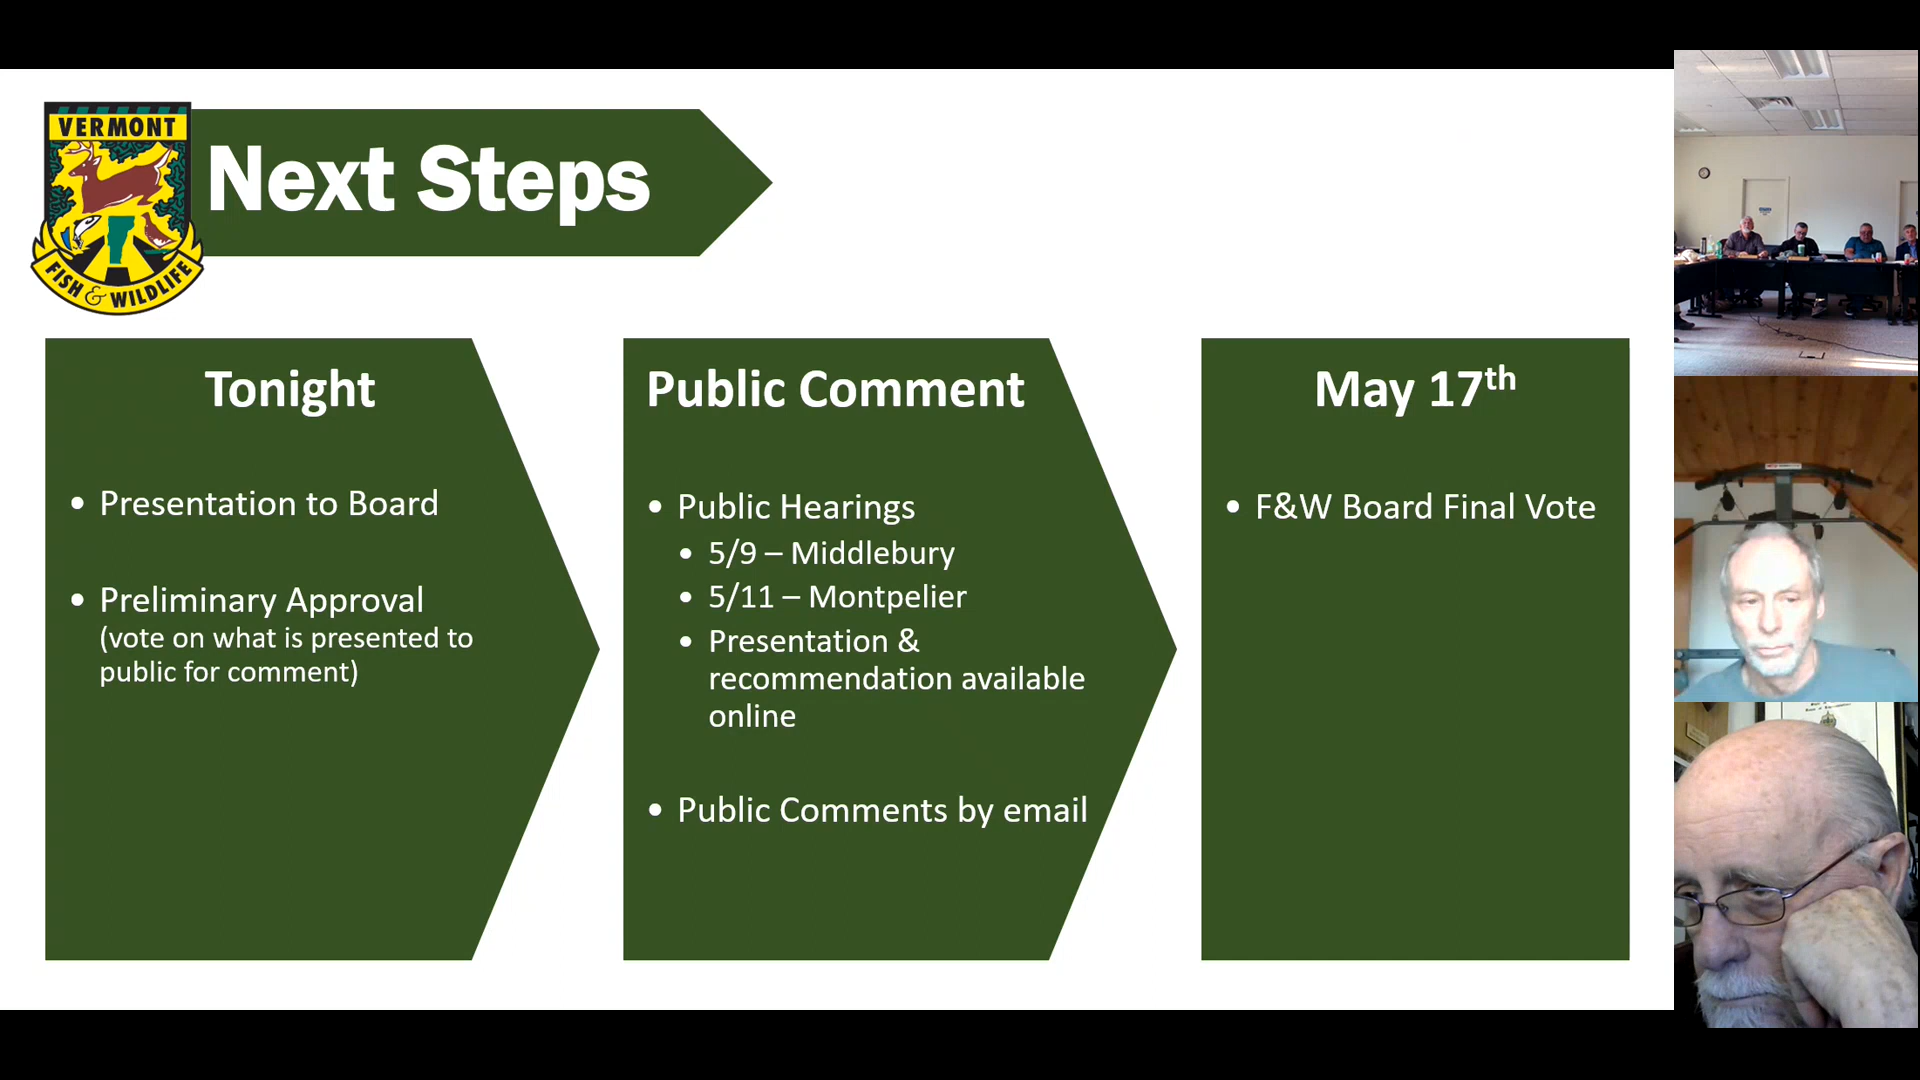 VERMONT
FISH & WILDLIFE
Next Steps
Tonight
• Presentation to Board
• Preliminary Approval
(vote on what is presented to
public for comment)
Public Comment
• Public Hearings
• 5/9 – Middlebury
• 5/11 – Montpelier
• Presentation &
recommendation available
online
• Public Comments by email
May 17th
• F&W Board Final Vote